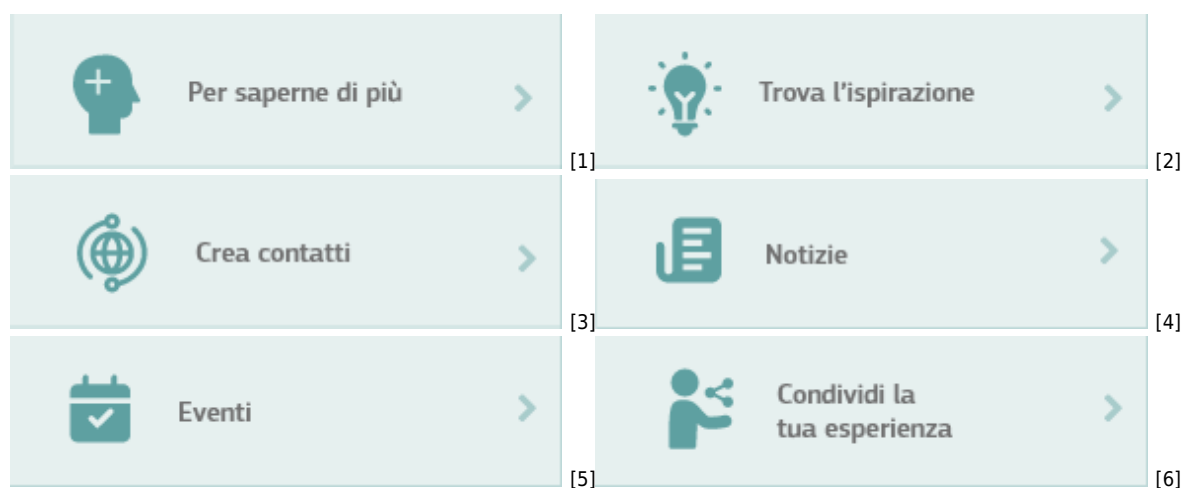 Per saperne di più
[1]
Trova l'ispirazione
[2]
Crea contatti
[3]
Notizie
[4]
Eventi
[5]
Condividi la
tua esperienza
[6]